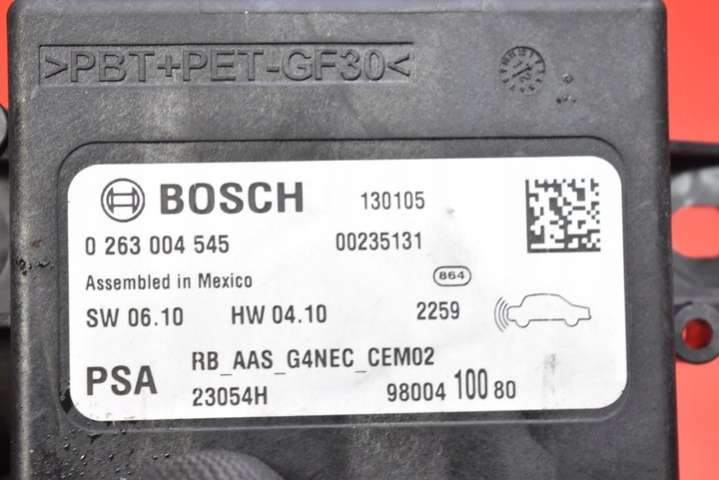 >PBT+PET-GF30<
BOSCH 130105
0 263 004 545 00235131
Assembled in Mexico 864
SW 06.10 HW 04.10 2259
PSA RB_AAS_G4NEC_CEM02
23054H 98004 100 80